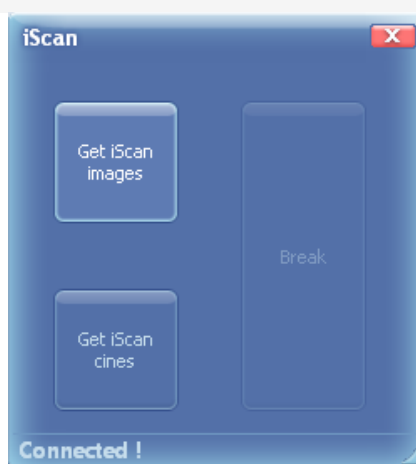 iScan
Get iScan
images
Break
Get iScan
cines
Connected !